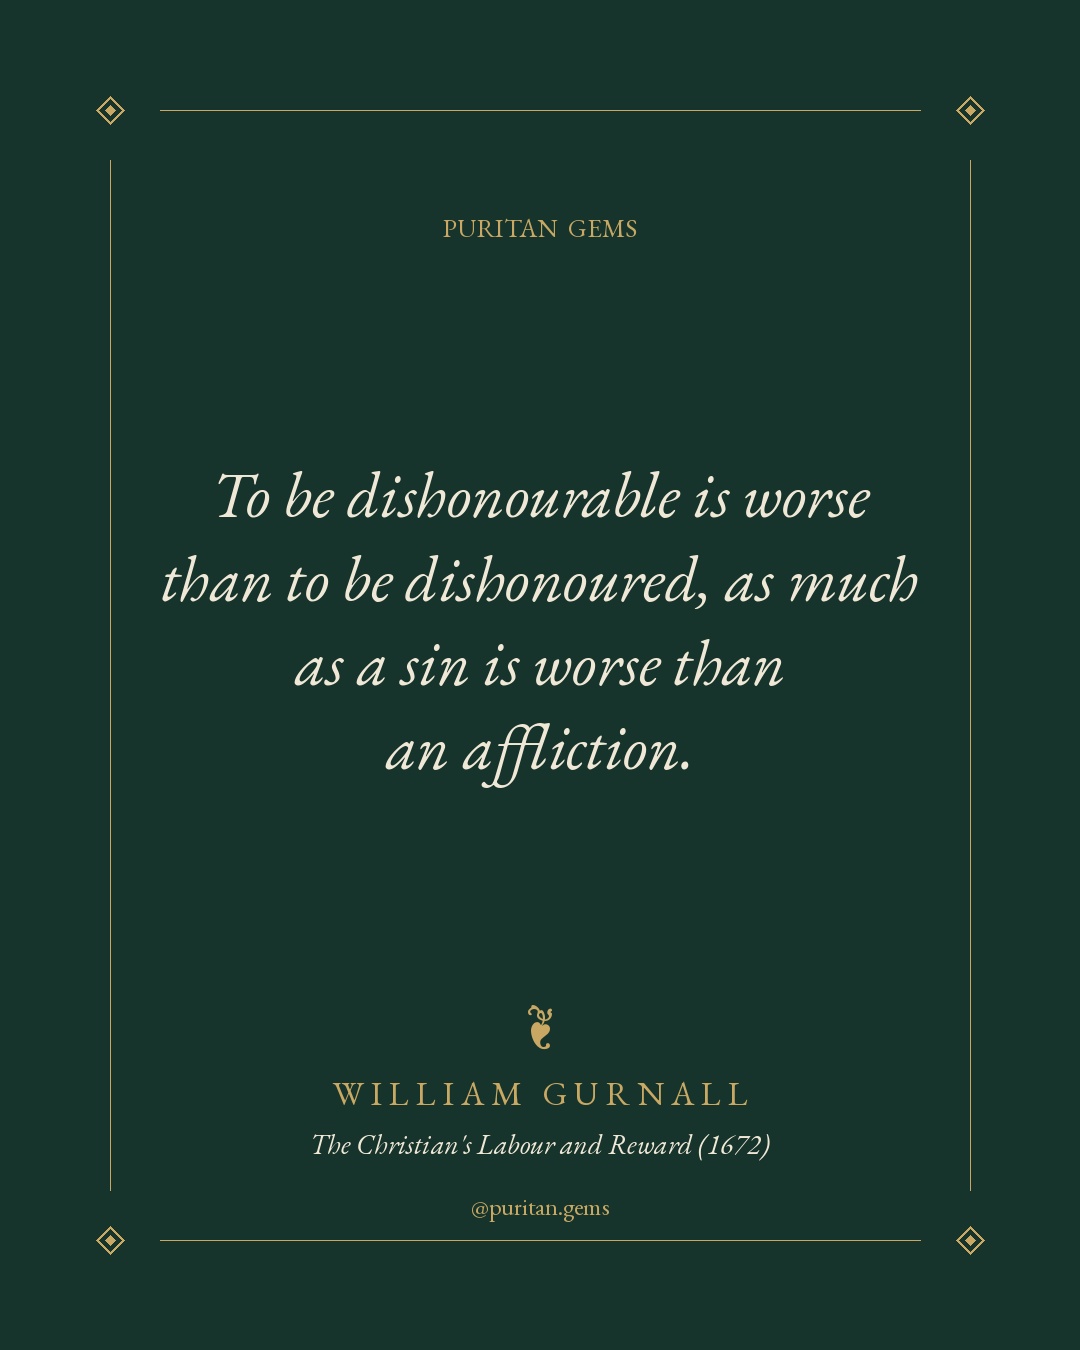 PURITAN GEMS
To be dishonourable is worse
than to be dishonoured, as much
as a sin is worse than
an affliction.
WILLIAM GURNALL
The Christian's Labour and Reward (1672)
@puritan.gems